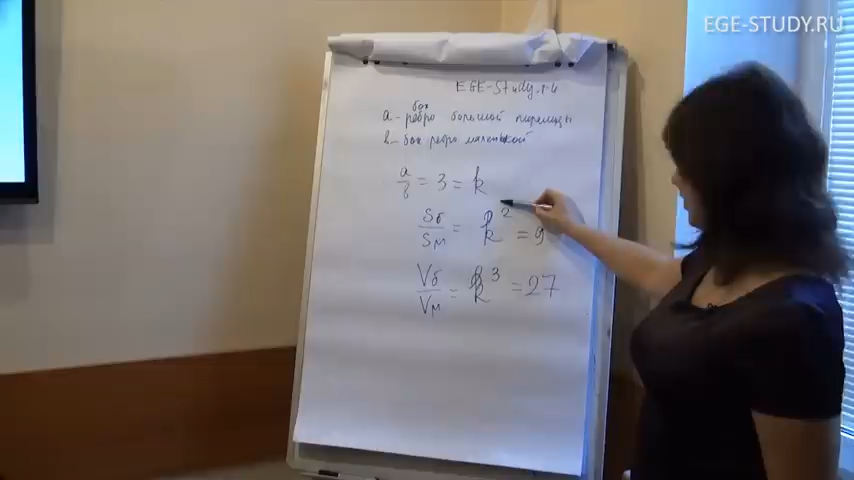 EGE-STUDY.RU
EGE-Study.ru
a - бок ребро большой пирамиды
b - бок ребро маленькой
a/b = 3 = k
Sб/Sм = k² = 9
Vб/Vм = k³ = 27